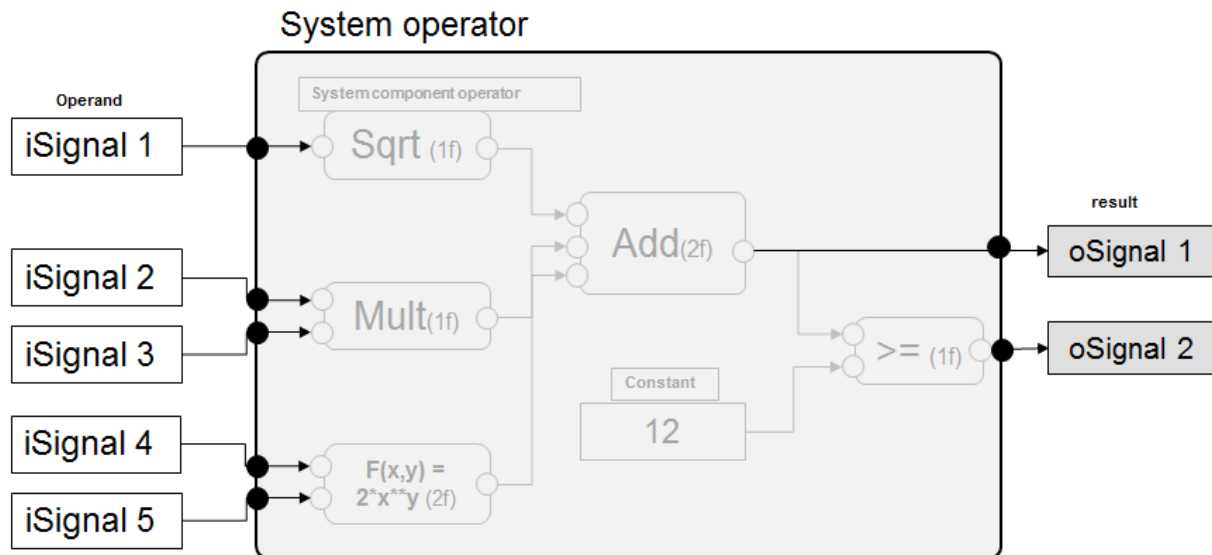 System operator
Operand
System component operator
iSignal 1
Sqrt (1f)
result
Add(2f)
oSignal 1
iSignal 2
Mult(1f)
iSignal 3
>= (1f)
oSignal 2
Constant
12
iSignal 4
F(x,y) =
2*x**y (2f)
iSignal 5